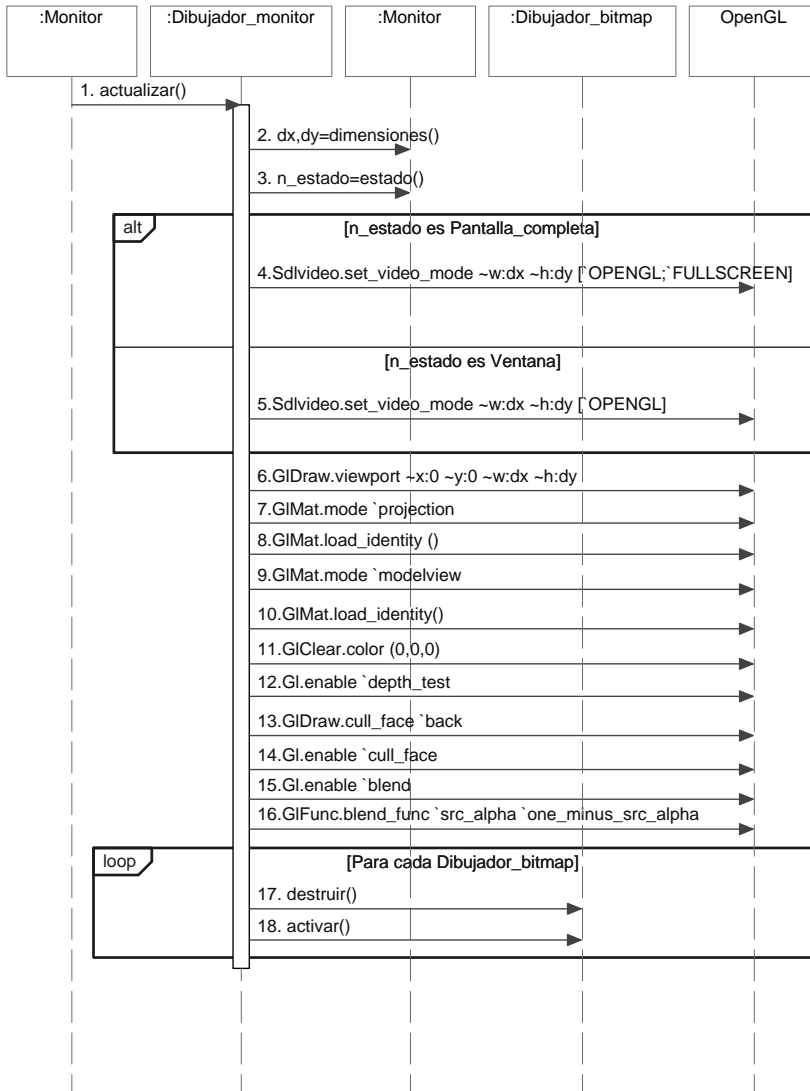 :Monitor
:Dibujador_monitor
:Monitor
:Dibujador_bitmap
OpenGL
1. actualizar()
2. dx,dy=dimensiones()
3. n_estado=estado()
alt
[n_estado es Pantalla_completa]
4.Sdlvideo.set_video_mode ~w:dx ~h:dy [`OPENGL;`FULLSCREEN]
[n_estado es Ventana]
5.Sdlvideo.set_video_mode ~w:dx ~h:dy [`OPENGL]
6.GlDraw.viewport ~x:0 ~y:0 ~w:dx ~h:dy
7.GlMat.mode `projection
8.GlMat.load_identity ()
9.GlMat.mode `modelview
10.GlMat.load_identity()
11.GlClear.color (0,0,0)
12.Gl.enable `depth_test
13.GlDraw.cull_face `back
14.Gl.enable `cull_face
15.Gl.enable `blend
16.GlFunc.blend_func `src_alpha `one_minus_src_alpha
loop
[Para cada Dibujador_bitmap]
17. destruir()
18. activar()